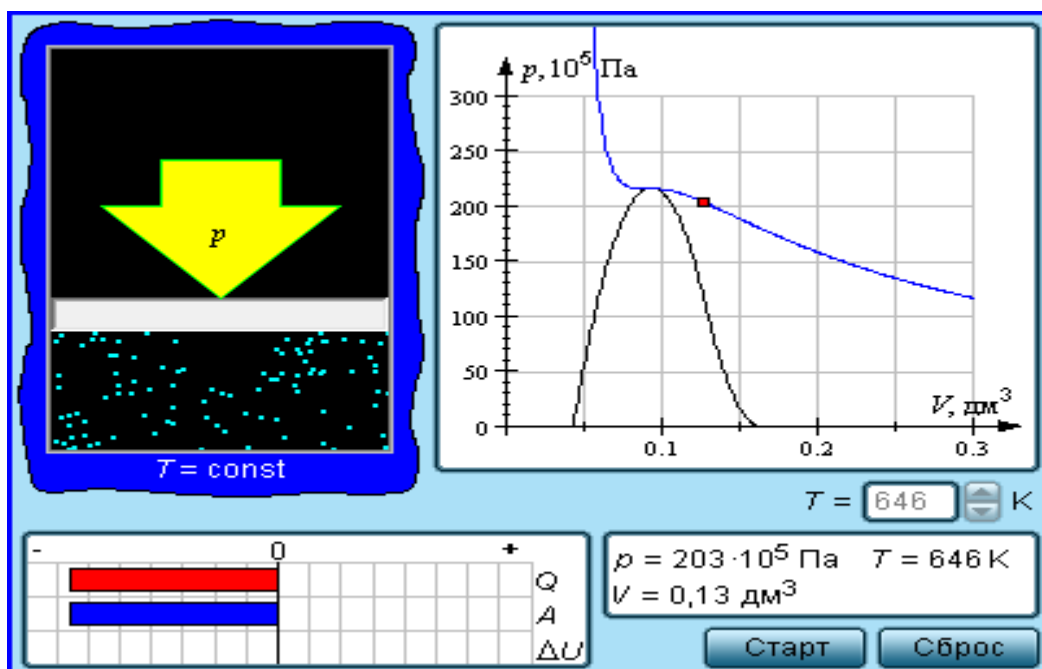 p
T = const
p, 10⁵ Па
300
250
200
150
100
50
0
0.1
0.2
0.3
V, дм³
T = 646 К
- 0 +
Q
A
ΔU
p = 203·10⁵ Па T = 646 К
V = 0,13 дм³
Старт Сброс